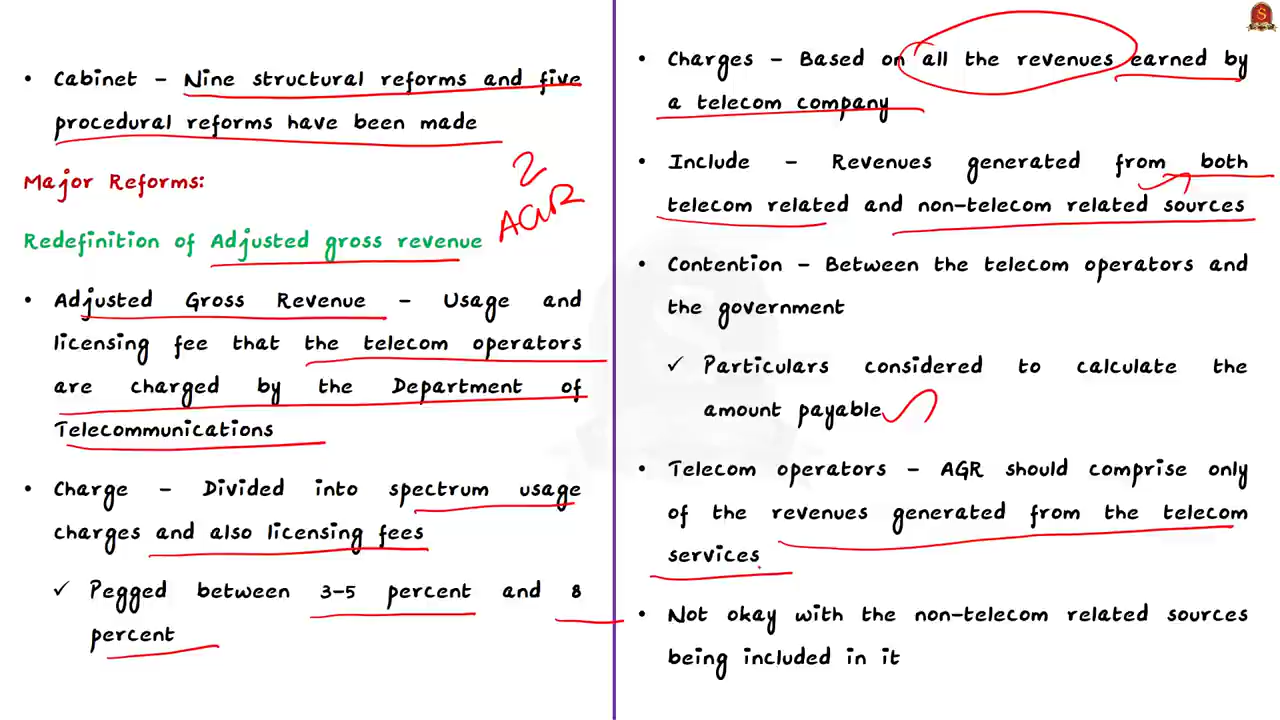 • Cabinet – Nine structural reforms and five
procedural reforms have been made
Major Reforms:
Redefinition of Adjusted gross revenue
2
AGR
• Adjusted Gross Revenue – Usage and
licensing fee that the telecom operators
are charged by the Department of
Telecommunications
• Charge – Divided into spectrum usage
charges and also licensing fees
✓ Pegged between 3-5 percent and 8
percent
• Charges – Based on all the revenues earned by
a telecom company
• Include – Revenues generated from both
telecom related and non-telecom related sources
• Contention – Between the telecom operators and
the government
✓ Particulars considered to calculate the
amount payable
• Telecom operators – AGR should comprise only
of the revenues generated from the telecom
services
• Not okay with the non-telecom related sources
being included in it